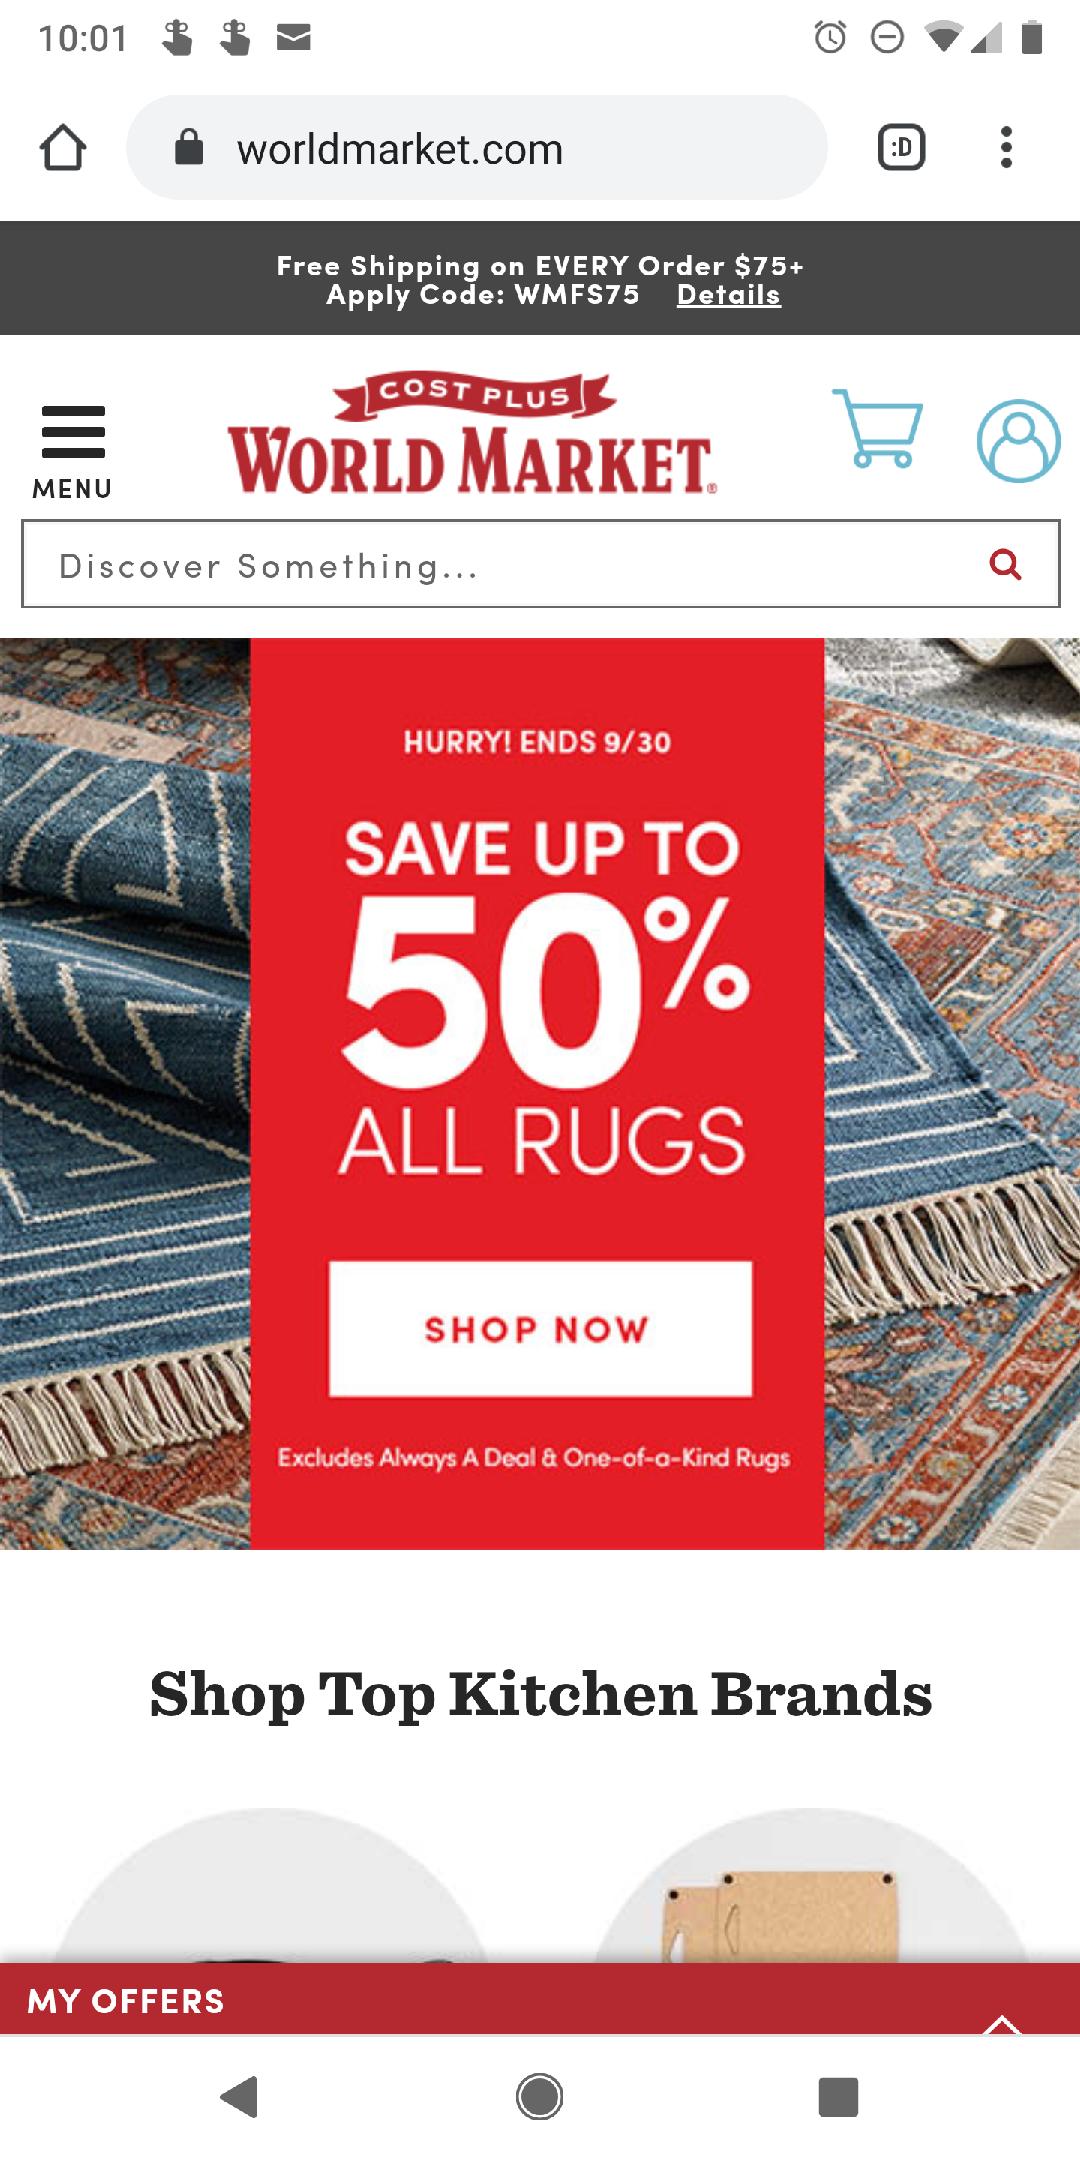 10:01
worldmarket.com
:D
Free Shipping on EVERY Order $75+
Apply Code: WMFS75 Details
MENU
COST PLUS
WORLD MARKET®
Discover Something...
HURRY! ENDS 9/30
SAVE UP TO
50%
ALL RUGS
SHOP NOW
Excludes Always A Deal & One-of-a-Kind Rugs
Shop Top Kitchen Brands
MY OFFERS